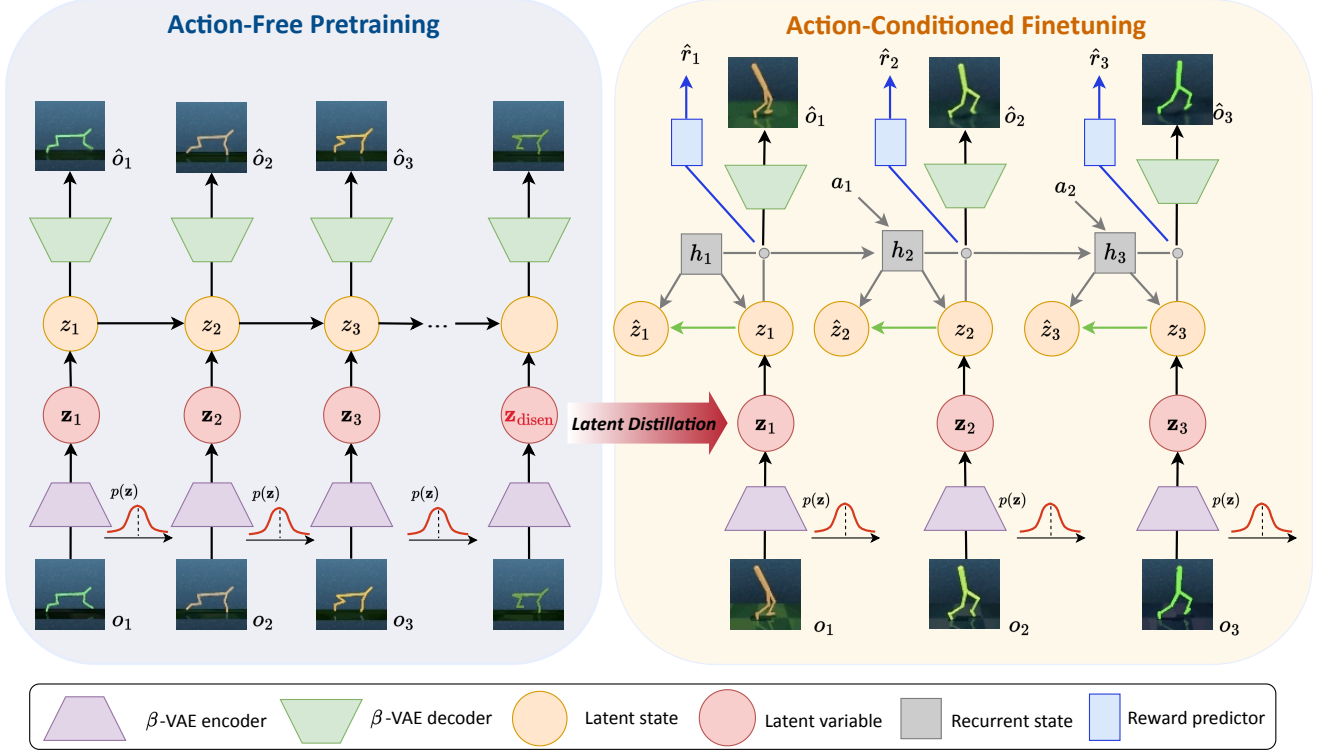 Action-Free Pretraining
ô₁
ô₂
ô₃
z₁
z₂
z₃
...
𝐳₁
𝐳₂
𝐳₃
𝐳disen
p(𝐳)
p(𝐳)
p(𝐳)
o₁
o₂
o₃
Latent Distillation
Action-Conditioned Finetuning
r̂₁
r̂₂
r̂₃
ô₁
ô₂
ô₃
a₁
a₂
h₁
h₂
h₃
ẑ₁
z₁
ẑ₂
z₂
ẑ₃
z₃
𝐳₁
𝐳₂
𝐳₃
p(𝐳)
p(𝐳)
p(𝐳)
o₁
o₂
o₃
β-VAE encoder
β-VAE decoder
Latent state
Latent variable
Recurrent state
Reward predictor